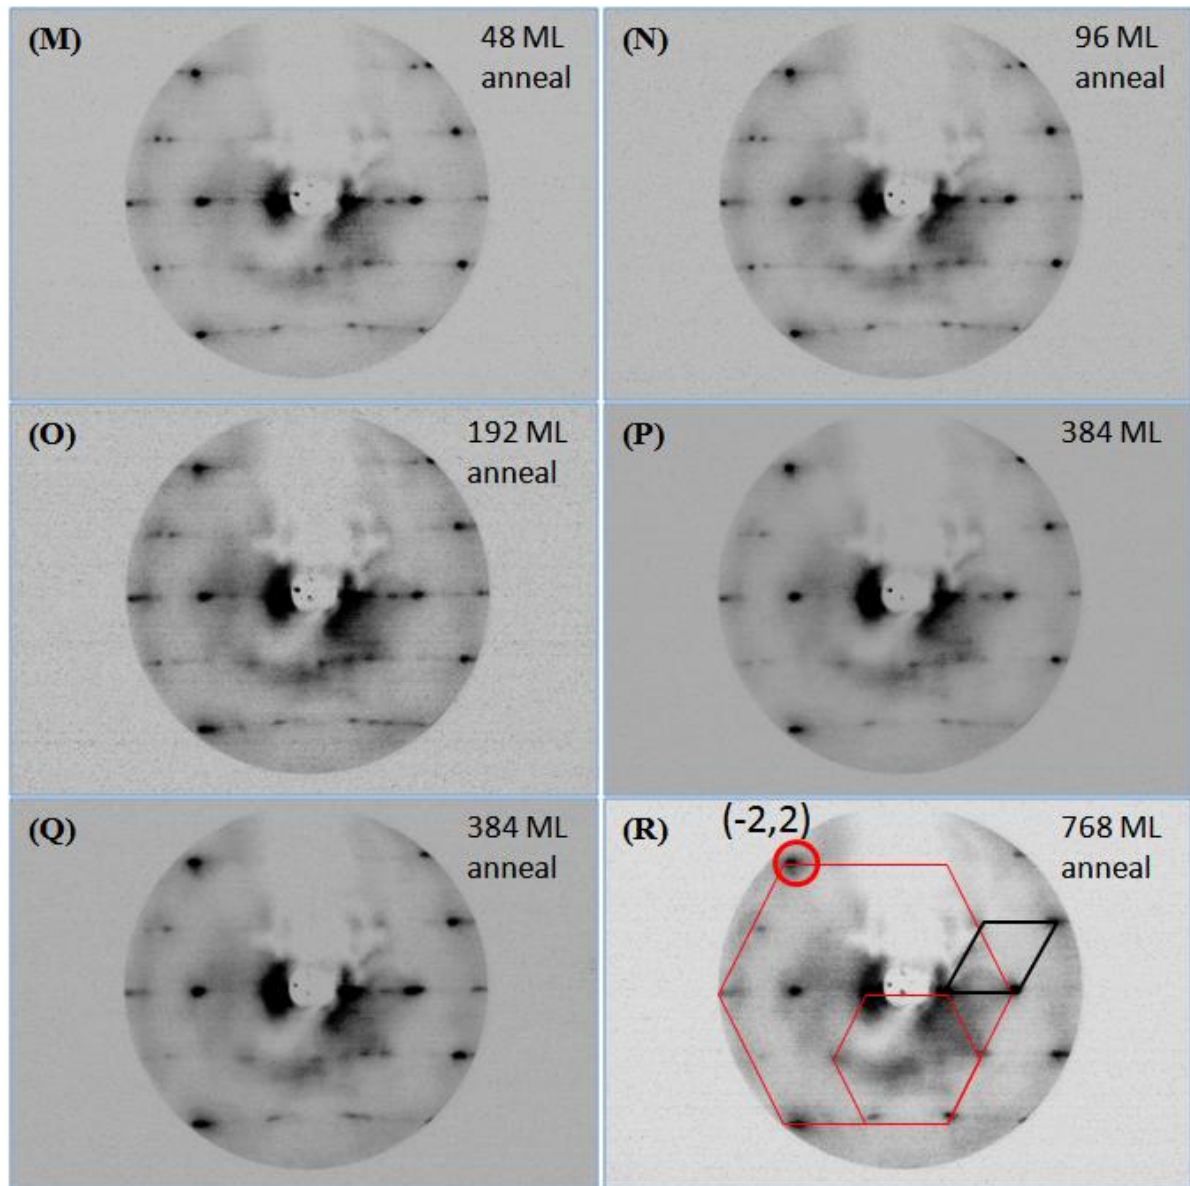 (M)
48 ML
anneal
(N)
96 ML
anneal
(O)
192 ML
anneal
(P)
384 ML
(Q)
384 ML
anneal
(R)
(-2,2)
768 ML
anneal